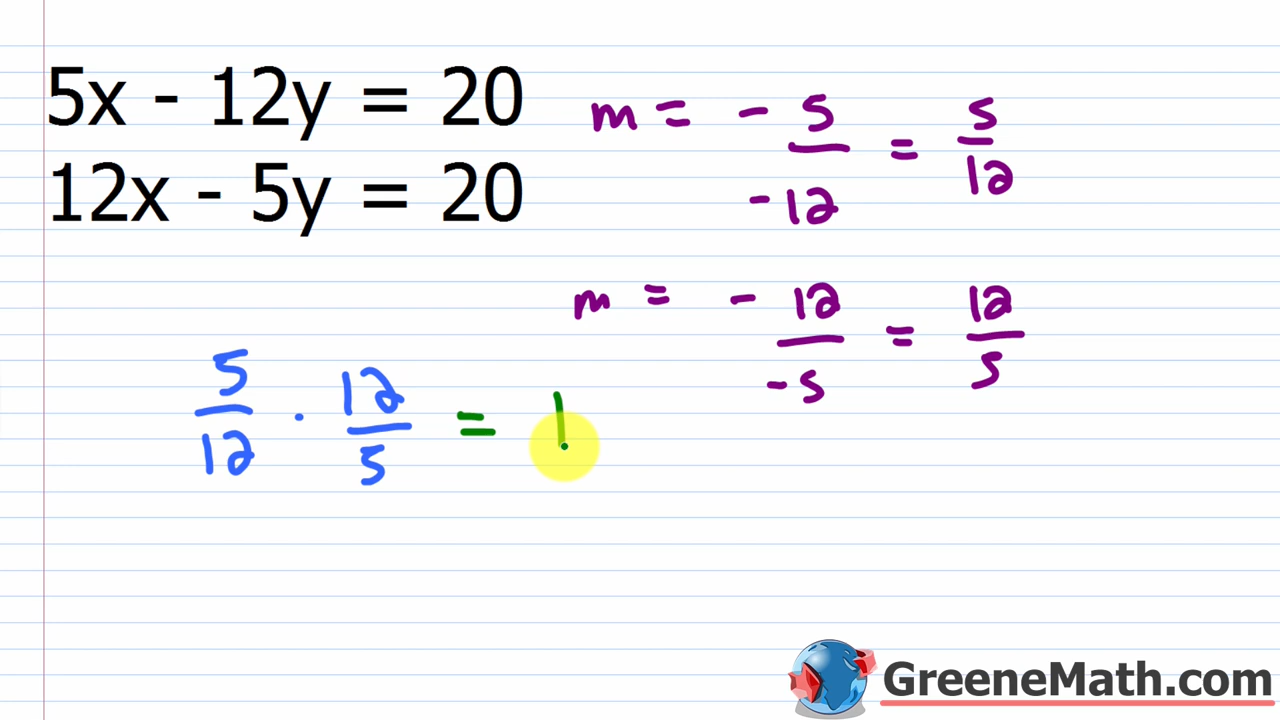 5x - 12y = 20
12x - 5y = 20
m = - 5/-12 = 5/12
m = - 12/-5 = 12/5
5/12 · 12/5 = 1
GreeneMath.com